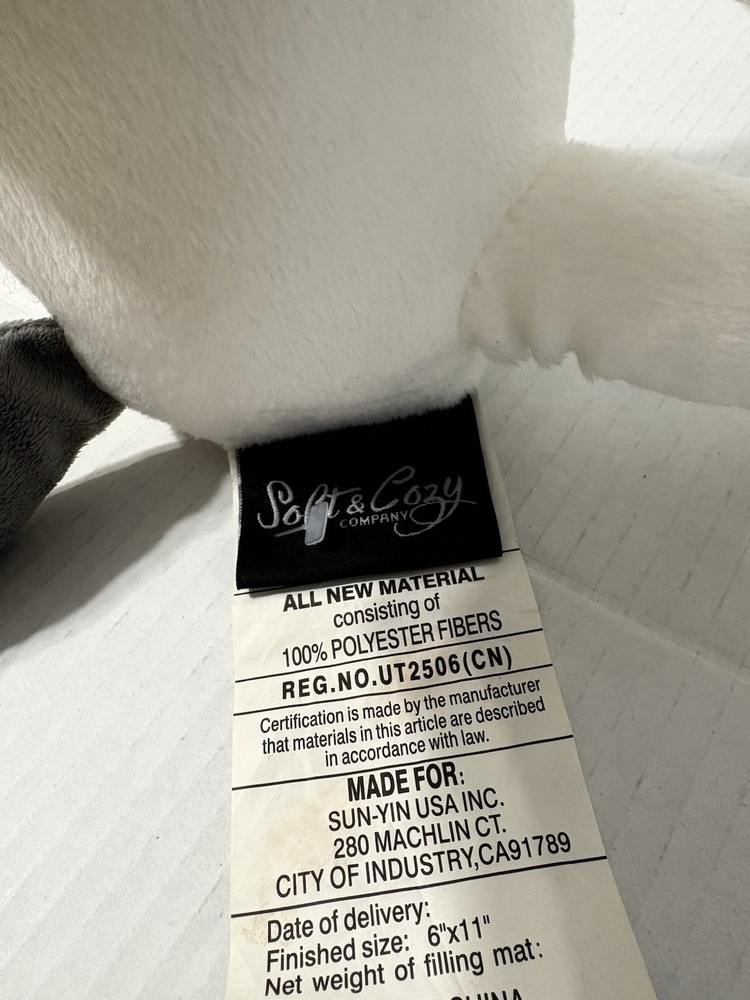 Soft & Cozy
COMPANY
ALL NEW MATERIAL
consisting of
100% POLYESTER FIBERS
REG.NO.UT2506(CN)
Certification is made by the manufacturer
that materials in this article are described
in accordance with law.
MADE FOR:
SUN-YIN USA INC.
280 MACHLIN CT.
CITY OF INDUSTRY,CA91789
Date of delivery:
Finished size: 6"x11"
Net weight of filling mat:
CHINA